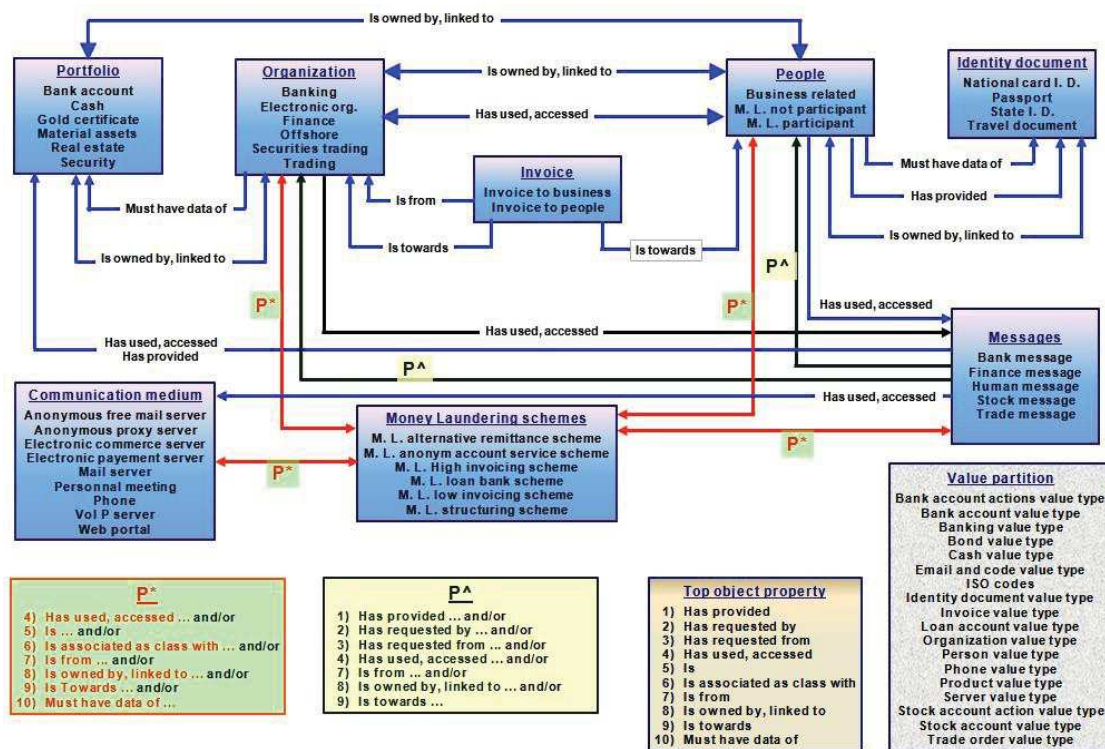 Is owned by, linked to
Portfolio
Bank account
Cash
Gold certificate
Material assets
Real estate
Security
Organization
Banking
Electronic org.
Finance
Offshore
Securities trading
Trading
Is owned by, linked to
Has used, accessed
People
Business related
M. L. not participant
M. L. participant
Identity document
National card I. D.
Passport
State I. D.
Travel document
Invoice
Invoice to business
Invoice to people
Must have data of
Is from
Must have data of
Has provided
Is owned by, linked to
Is towards
Is towards
Is owned by, linked to
P^
P*
P*
Has used, accessed
Has used, accessed
Has used, accessed
Has provided
P^
Messages
Bank message
Finance message
Human message
Stock message
Trade message
Has used, accessed
Communication medium
Anonymous free mail server
Anonymous proxy server
Electronic commerce server
Electronic payement server
Mail server
Personnal meeting
Phone
VoI P server
Web portal
P*
Money Laundering schemes
M. L. alternative remittance scheme
M. L. anonym account service scheme
M. L. High invoicing scheme
M. L. loan bank scheme
M. L. low invoicing scheme
M. L. structuring scheme
P*
Value partition
Bank account actions value type
Bank account value type
Banking value type
Bond value type
Cash value type
Email and code value type
ISO codes
Identity document value type
Invoice value type
Loan account value type
Organization value type
Person value type
Phone value type
Product value type
Server value type
Stock account action value type
Stock account value type
Trade order value type
P*
4) Has used, accessed ... and/or
5) Is ... and/or
6) Is associated as class with ... and/or
7) Is from ... and/or
8) Is owned by, linked to ... and/or
9) Is Towards ... and/or
10) Must have data of ...
P^
1) Has provided ... and/or
2) Has requested by ... and/or
3) Has requested from ... and/or
4) Has used, accessed ... and/or
7) Is from ... and/or
8) Is owned by, linked to ... and/or
9) Is towards ...
Top object property
1) Has provided
2) Has requested by
3) Has requested from
4) Has used, accessed
5) Is
6) Is associated as class with
7) Is from
8) Is owned by, linked to
9) Is towards
10) Must have data of